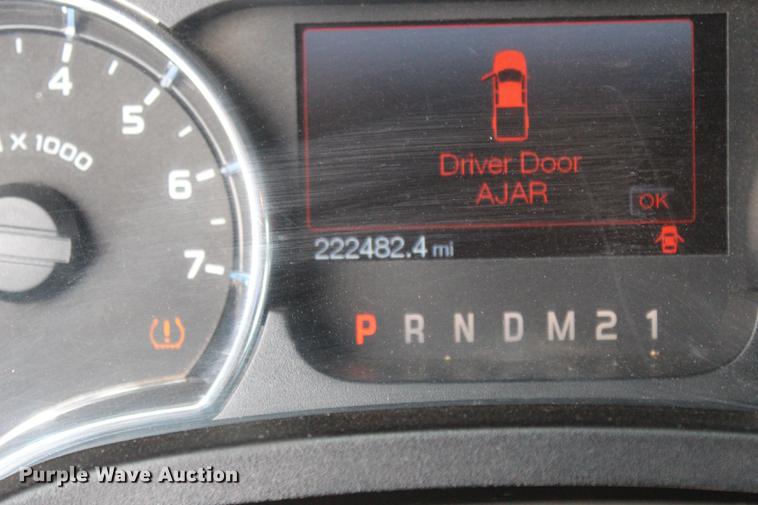 4
5
6
7
X 1000
Driver Door
AJAR
OK
222482.4 mi
P R N D M 2 1
Purple Wave Auction